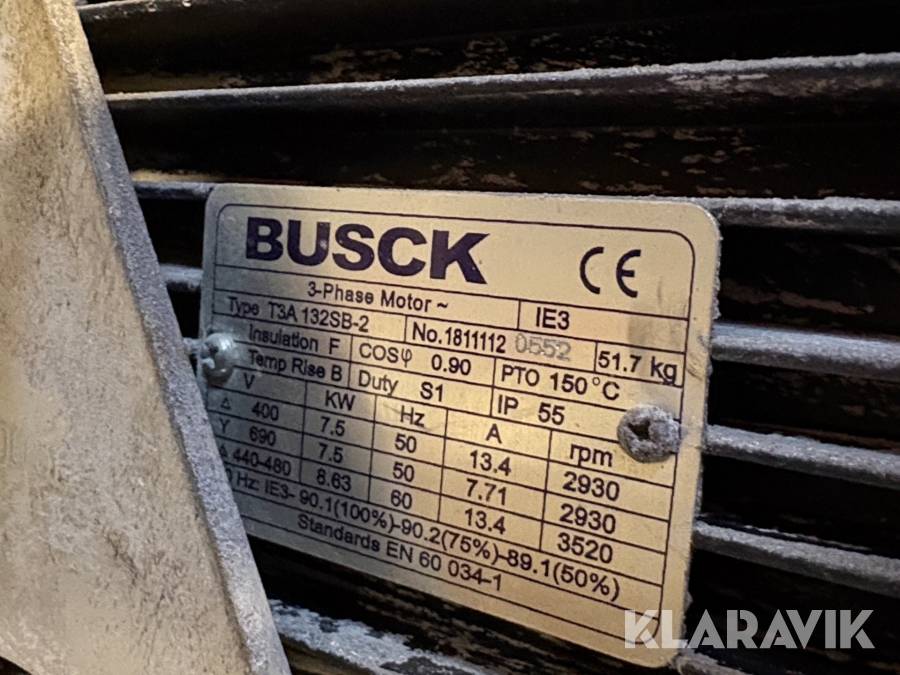 BUSCK CE
3-Phase Motor ~ IE3
Type T3A 132SB-2 No.1811112 0552 51.7 kg
Insulation F COSφ 0.90 PTO 150°C
Temp Rise B Duty S1 IP 55
V KW Hz A rpm
Δ 400 7.5 50 13.4 2930
Y 690 7.5 50 7.71 2930
440-480 8.63 60 13.4 3520
Hz: IE3- 90.1(100%)-90.2(75%)-89.1(50%)
Standards EN 60 034-1
KLARAVIK